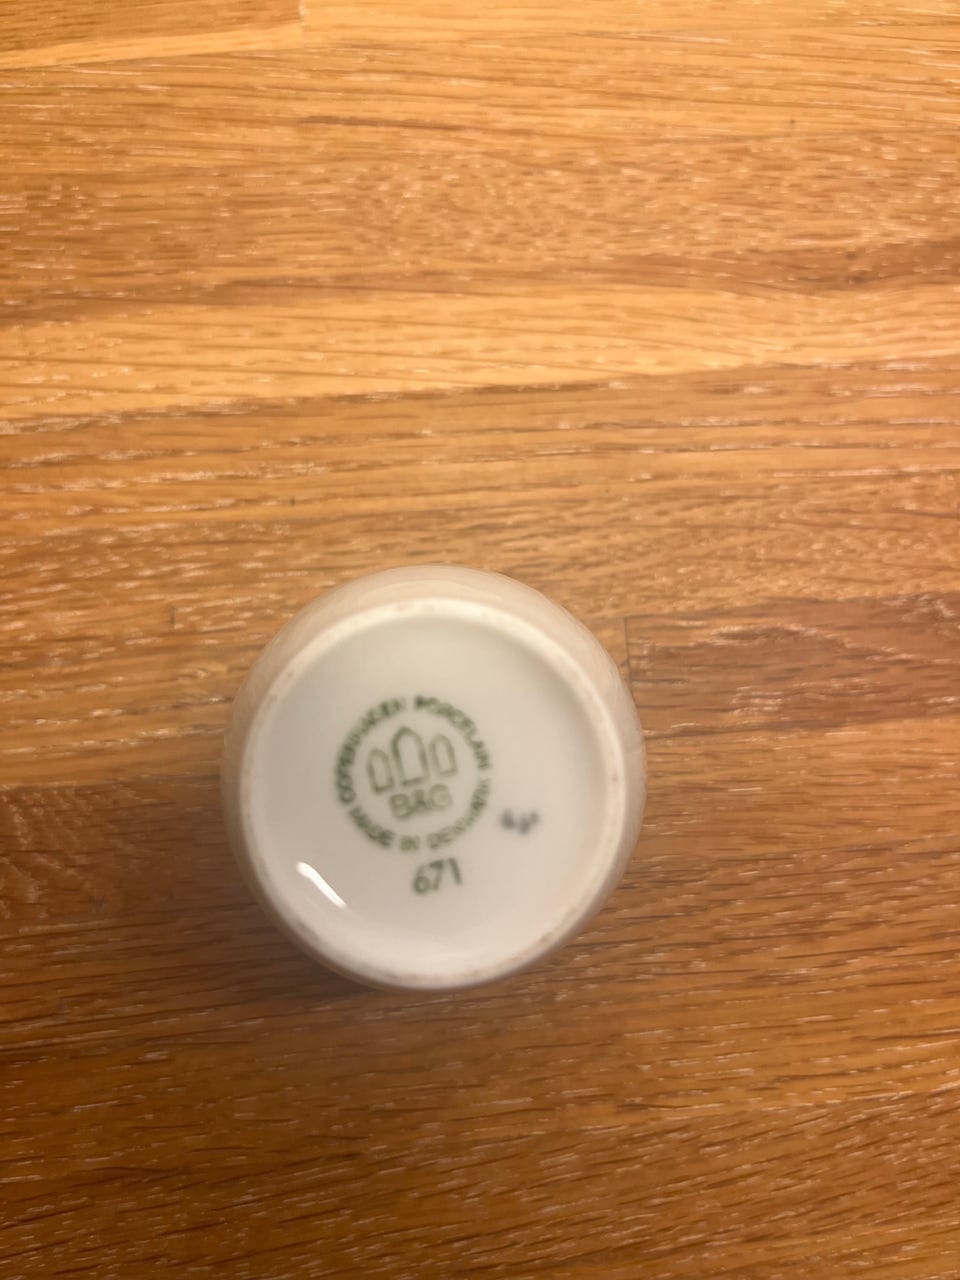 COPENHAGEN PORCELAIN
B&G
MADE IN DENMARK
671